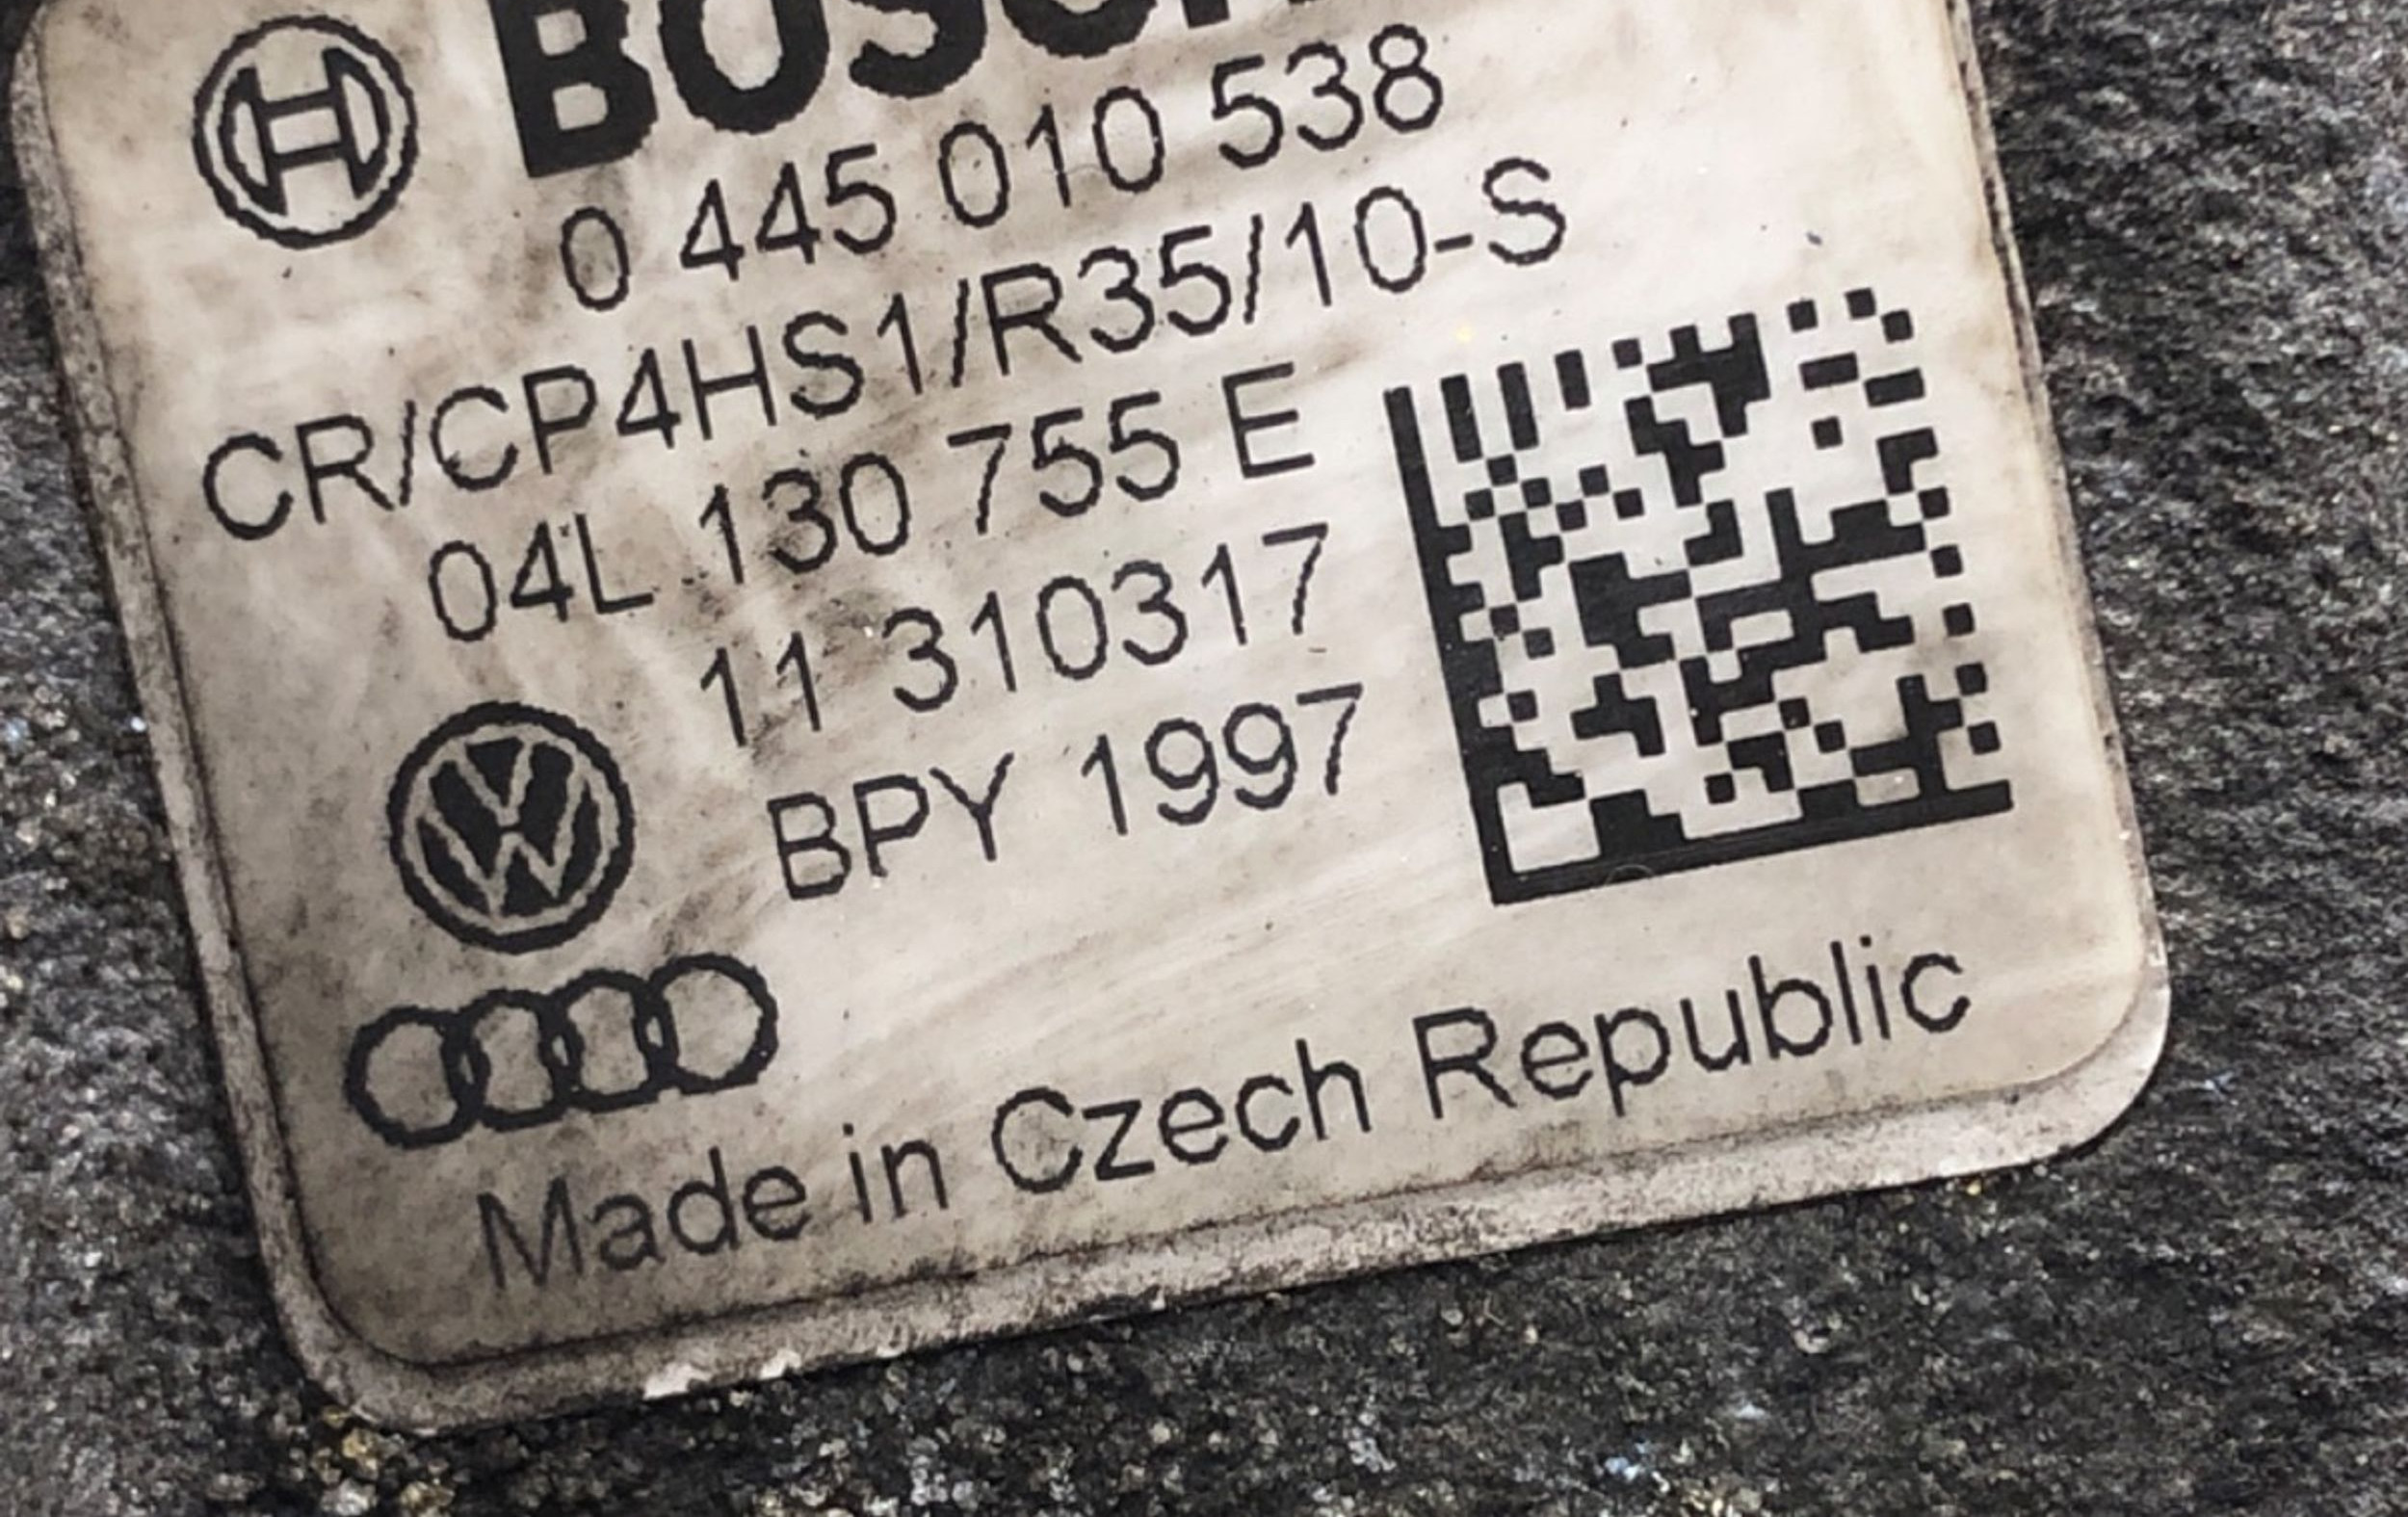 BOSCH
0 445 010 538
CR/CP4HS1/R35/10-S
04L 130 755 E
11 310317
BPY 1997
Made in Czech Republic